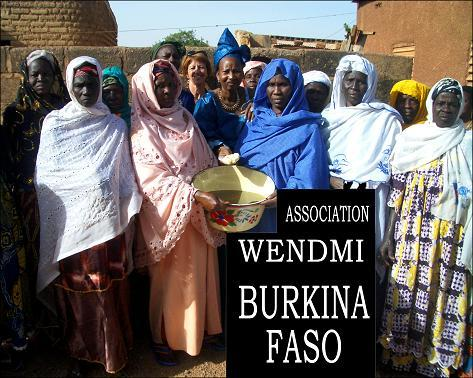 ASSOCIATION
WENDMI
BURKINA
FASO